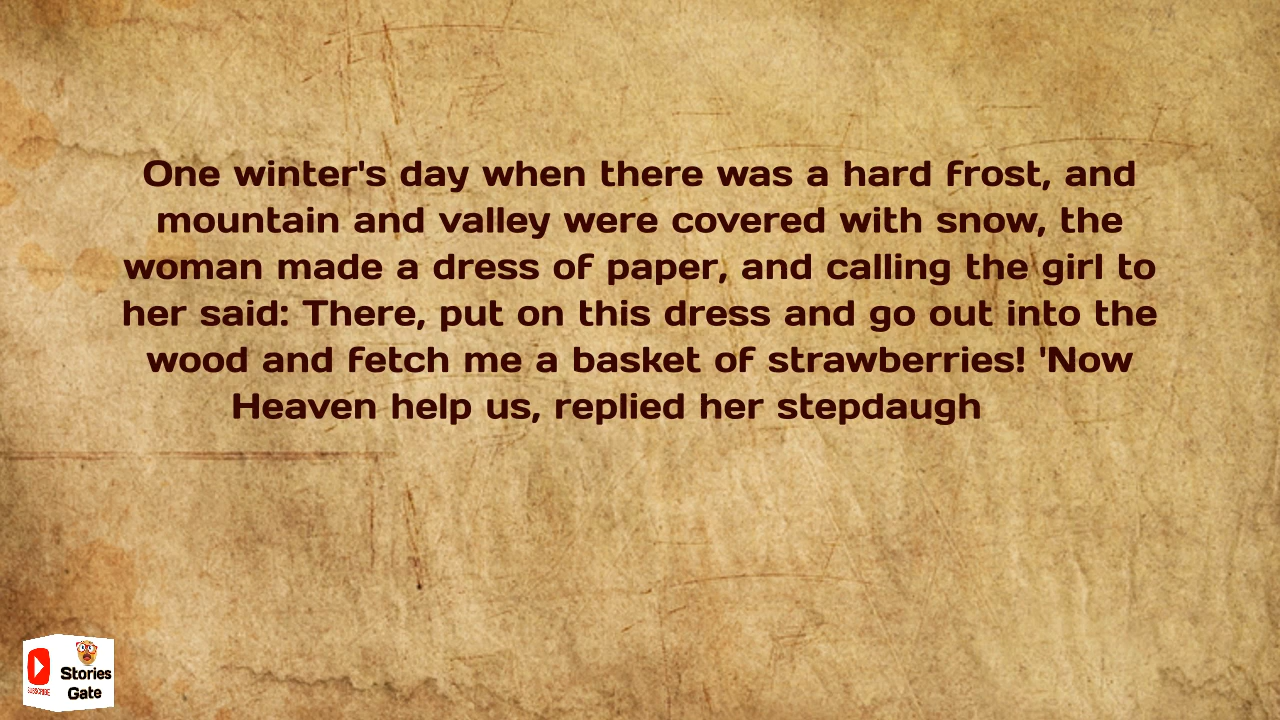 One winter's day when there was a hard frost, and
mountain and valley were covered with snow, the
woman made a dress of paper, and calling the girl to
her said: There, put on this dress and go out into the
wood and fetch me a basket of strawberries! 'Now
Heaven help us, replied her stepdaugh
SUBSCRIBE
Stories
Gate